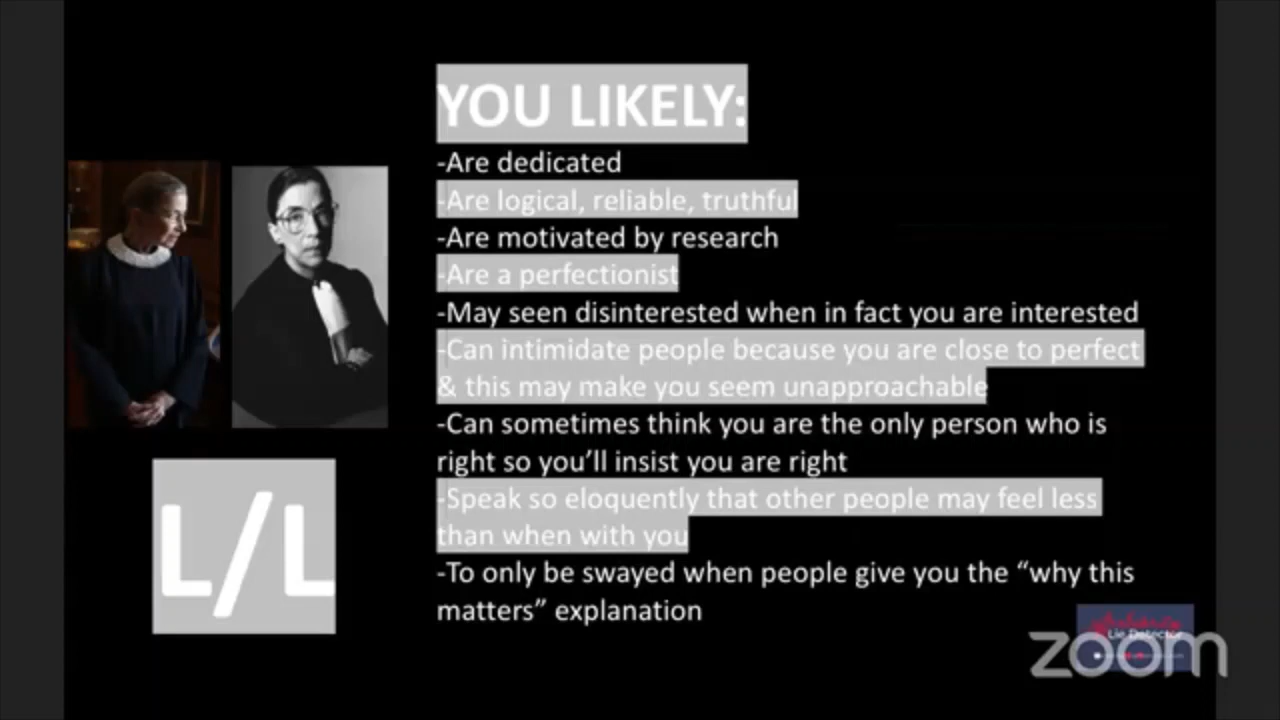 YOU LIKELY:
-Are dedicated
-Are logical, reliable, truthful
-Are motivated by research
-Are a perfectionist
-May seen disinterested when in fact you are interested
-Can intimidate people because you are close to perfect
& this may make you seem unapproachable
-Can sometimes think you are the only person who is
right so you’ll insist you are right
-Speak so eloquently that other people may feel less
than when with you
-To only be swayed when people give you the “why this
matters” explanation
L/L
Lie Detector
zoom